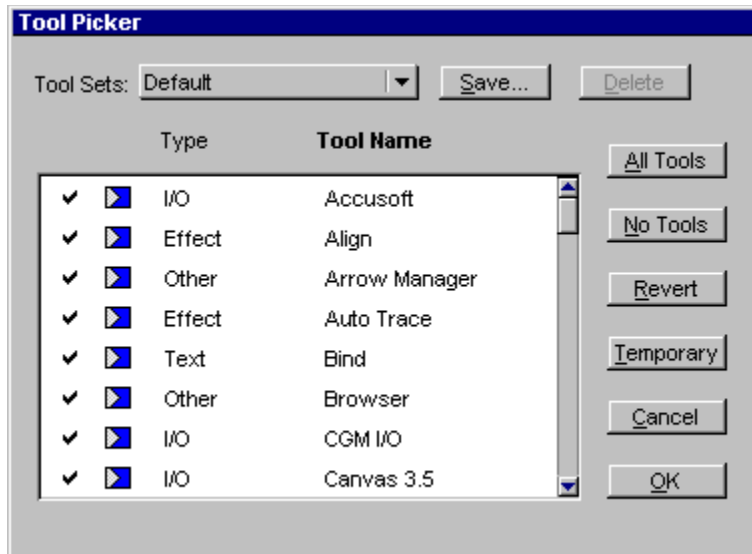 Tool Picker
Tool Sets: Default Save... Delete
Type Tool Name
I/O Accusoft
Effect Align
Other Arrow Manager
Effect Auto Trace
Text Bind
Other Browser
I/O CGM I/O
I/O Canvas 3.5
All Tools
No Tools
Revert
Temporary
Cancel
OK